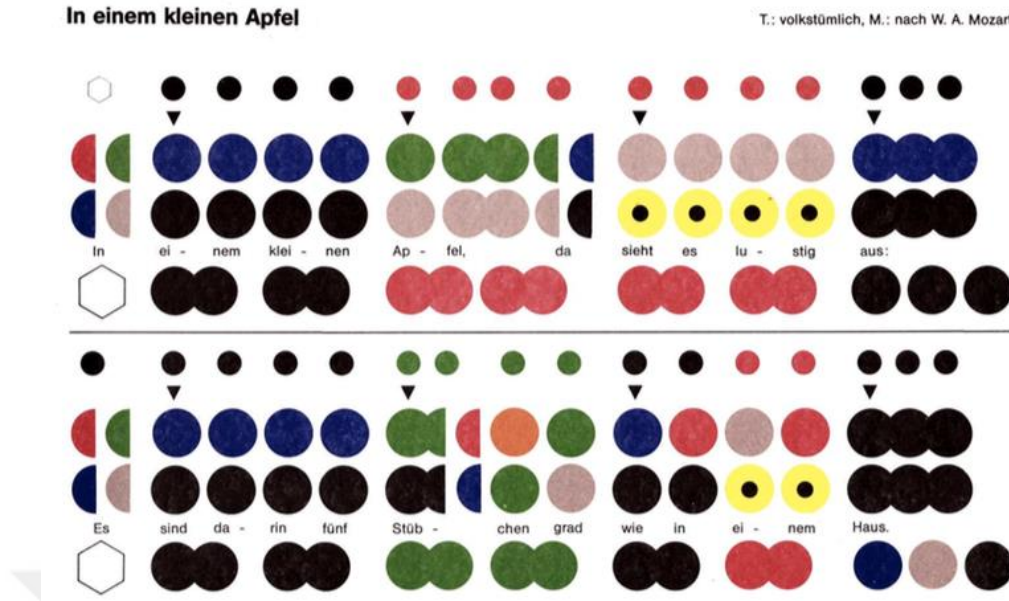 In einem kleinen Apfel
T.: volkstümlich, M.: nach W. A. Mozart
In ei - nem klei - nen Ap - fel, da sieht es lu - stig aus:
Es sind da - rin fünf Stüb - chen grad wie in ei - nem Haus.